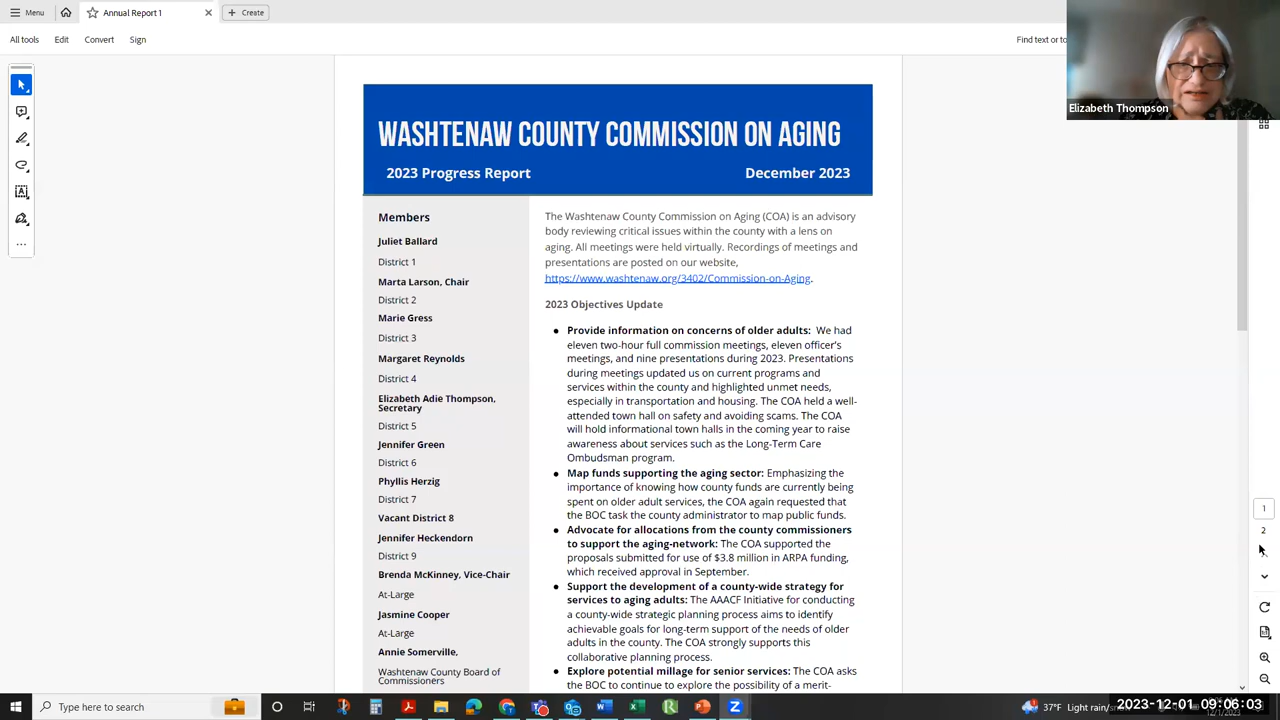 Menu
Annual Report 1
Create
All tools
Edit
Convert
Sign
Find text or to
Elizabeth Thompson
WASHTENAW COUNTY COMMISSION ON AGING
2023 Progress Report
December 2023
Members
Juliet Ballard
District 1
Marta Larson, Chair
District 2
Marie Gress
District 3
Margaret Reynolds
District 4
Elizabeth Adie Thompson,
Secretary
District 5
Jennifer Green
District 6
Phyllis Herzig
District 7
Vacant District 8
Jennifer Heckendorn
District 9
Brenda McKinney, Vice-Chair
At-Large
Jasmine Cooper
At-Large
Annie Somerville,
Washtenaw County Board of
Commissioners
The Washtenaw County Commission on Aging (COA) is an advisory
body reviewing critical issues within the county with a lens on
aging. All meetings were held virtually. Recordings of meetings and
presentations are posted on our website,
https://www.washtenaw.org/3402/Commission-on-Aging.
2023 Objectives Update
● Provide information on concerns of older adults: We had
eleven two-hour full commission meetings, eleven officer's
meetings, and nine presentations during 2023. Presentations
during meetings updated us on current programs and
services within the county and highlighted unmet needs,
especially in transportation and housing. The COA held a well-
attended town hall on safety and avoiding scams. The COA
will hold informational town halls in the coming year to raise
awareness about services such as the Long-Term Care
Ombudsman program.
● Map funds supporting the aging sector: Emphasizing the
importance of knowing how county funds are currently being
spent on older adult services, the COA again requested that
the BOC task the county administrator to map public funds.
● Advocate for allocations from the county commissioners
to support the aging-network: The COA supported the
proposals submitted for use of $3.8 million in ARPA funding,
which received approval in September.
● Support the development of a county-wide strategy for
services to aging adults: The AAACF Initiative for conducting
a county-wide strategic planning process aims to identify
achievable goals for long-term support of the needs of older
adults in the county. The COA strongly supports this
collaborative planning process.
● Explore potential millage for senior services: The COA asks
the BOC to continue to explore the possibility of a merit-
1
2
Type here to search
37°F Light rain/sn
2023-12-01 09:06:03